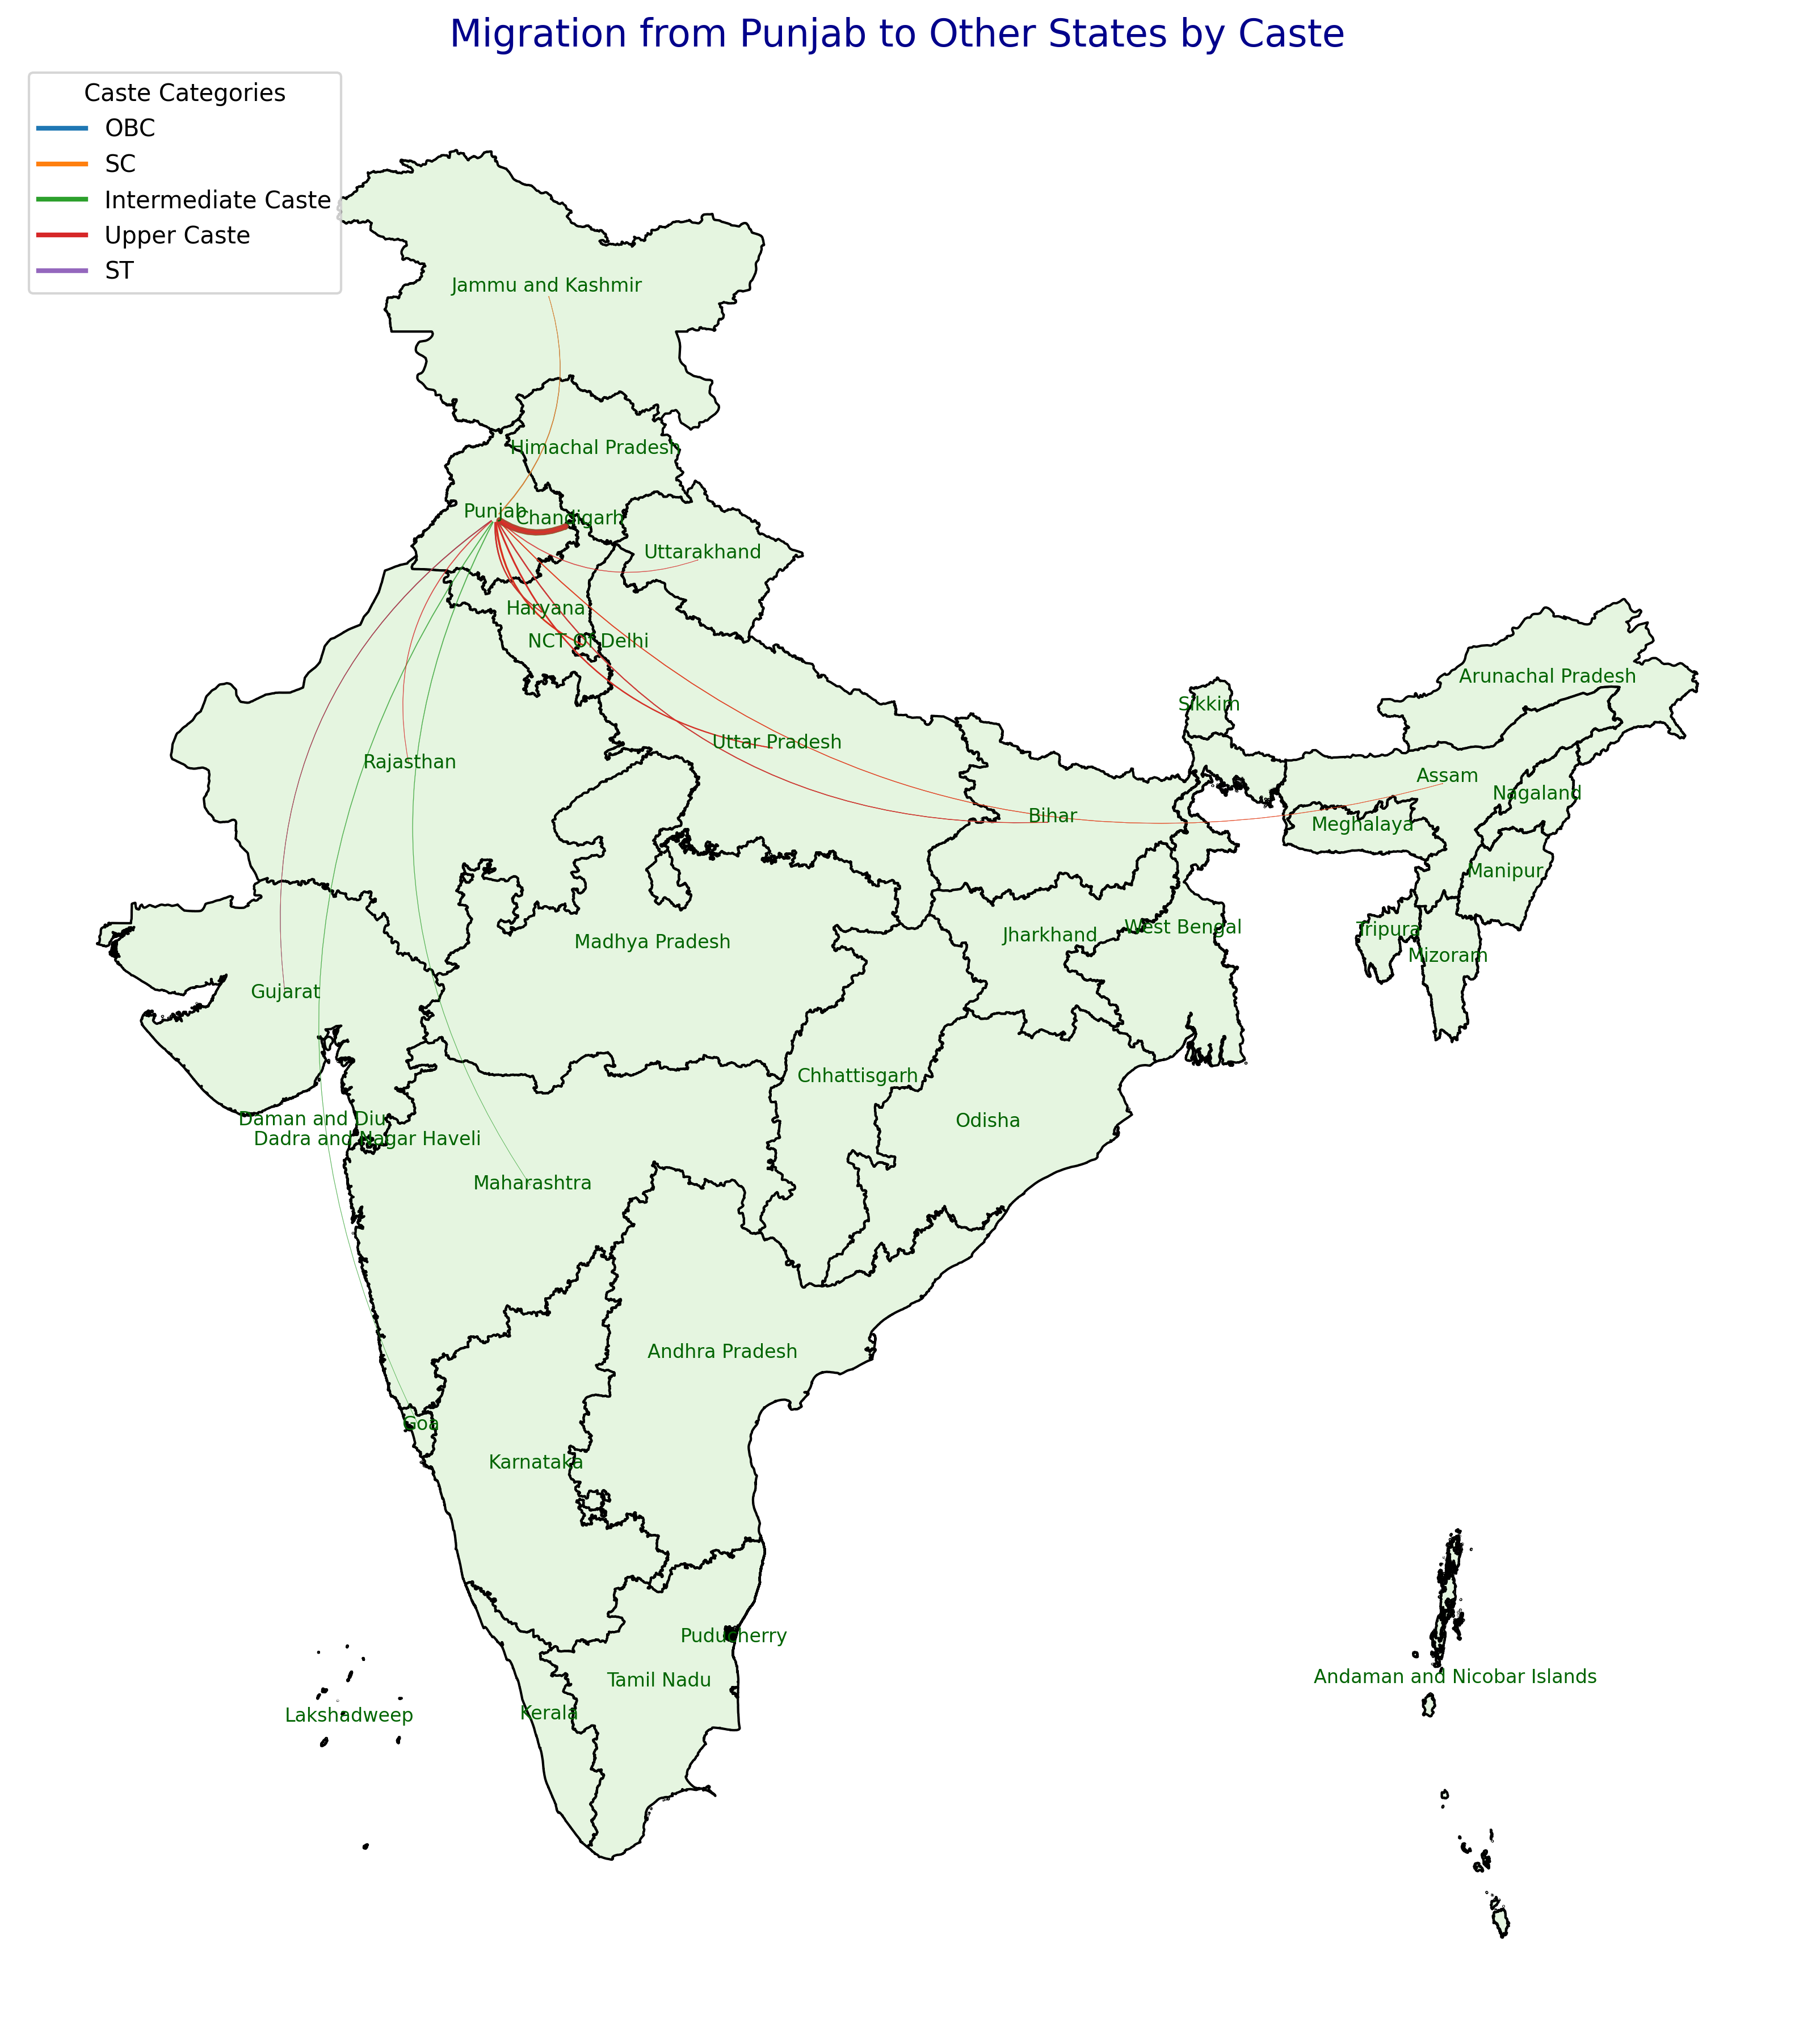 Migration from Punjab to Other States by Caste
Caste Categories
OBC
SC
Intermediate Caste
Upper Caste
ST
Jammu and Kashmir
Himachal Pradesh
Punjab
Chandigarh
Uttarakhand
Haryana
NCT of Delhi
Arunachal Pradesh
Sikkim
Uttar Pradesh
Rajasthan
Assam
Nagaland
Bihar
Meghalaya
Manipur
West Bengal
Tripura
Jharkhand
Madhya Pradesh
Mizoram
Gujarat
Chhattisgarh
Daman and Diu
Odisha
Dadra and Nagar Haveli
Maharashtra
Andhra Pradesh
Goa
Karnataka
Puducherry
Andaman and Nicobar Islands
Tamil Nadu
Kerala
Lakshadweep